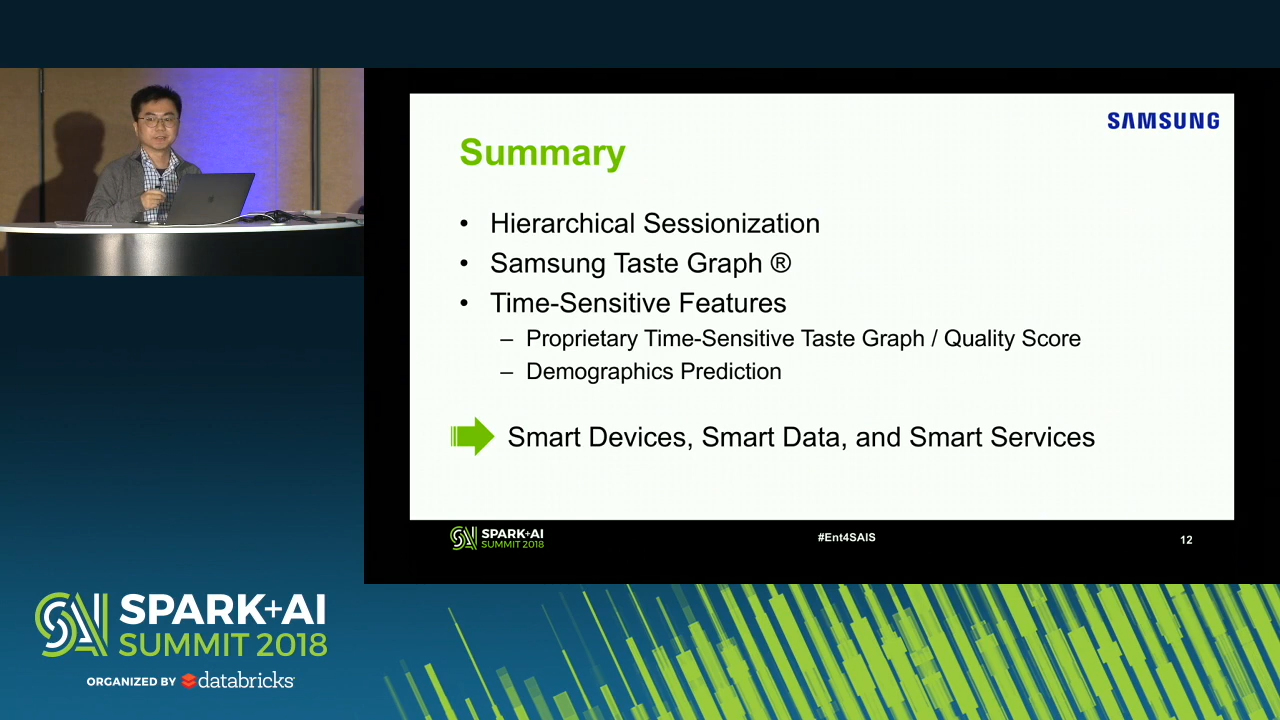 SAMSUNG
Summary
• Hierarchical Sessionization
• Samsung Taste Graph ®
• Time-Sensitive Features
– Proprietary Time-Sensitive Taste Graph / Quality Score
– Demographics Prediction
Smart Devices, Smart Data, and Smart Services
SPARK+AI
SUMMIT 2018
#Ent4SAIS
12
SPARK+AI
SUMMIT 2018
ORGANIZED BY databricks